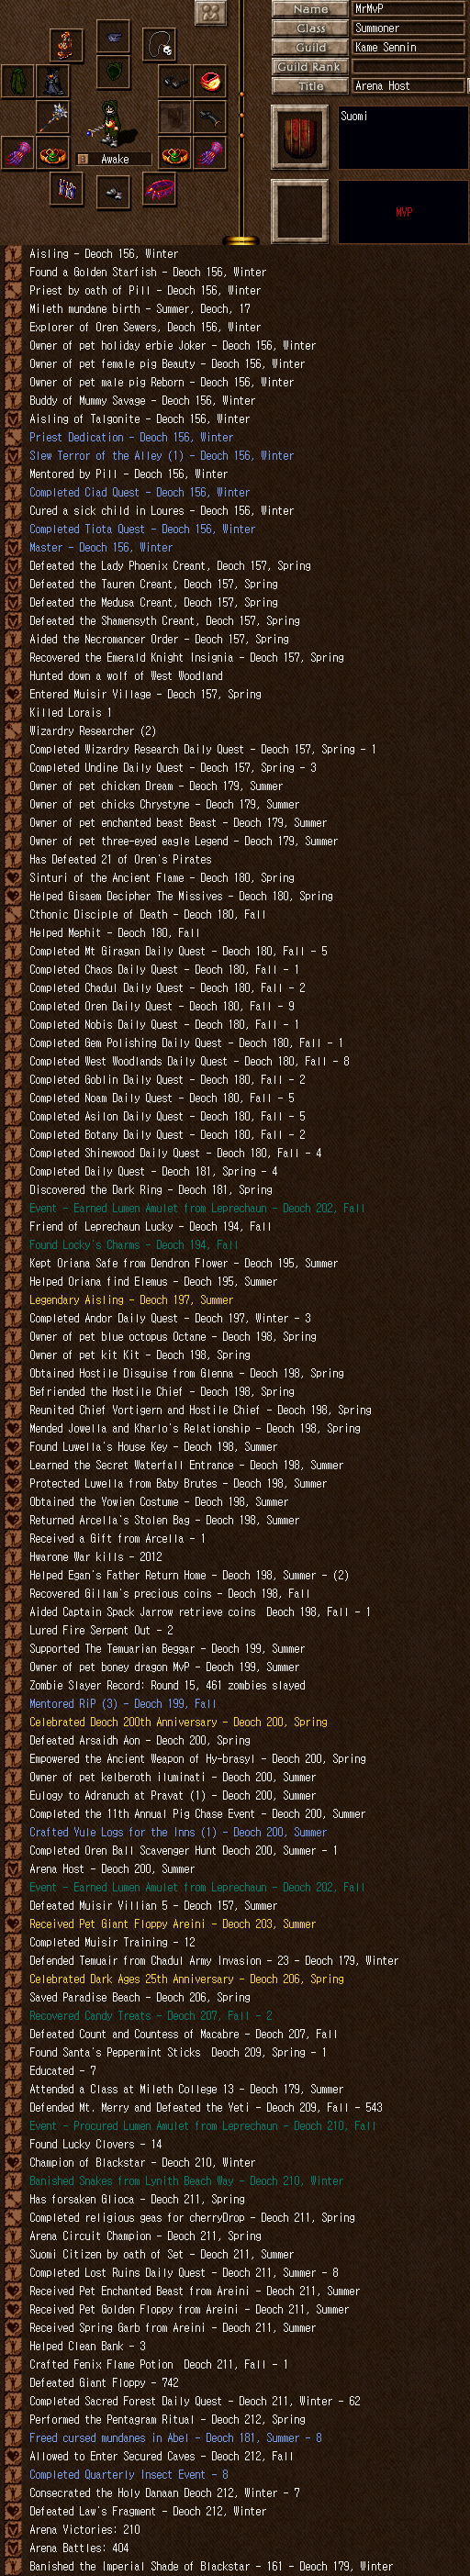 Name MrMvP
Class Summoner
Guild Kame Sennin
Guild Rank
Title Arena Host
Suomi
Awake
MVP
Aisling - Deoch 156, Winter
Found a Golden Starfish - Deoch 156, Winter
Priest by oath of Pill - Deoch 156, Winter
Mileth mundane birth - Summer, Deoch, 17
Explorer of Oren Sewers, Deoch 156, Winter
Owner of pet holiday erbie Joker - Deoch 156, Winter
Owner of pet female pig Beauty - Deoch 156, Winter
Owner of pet male pig Reborn - Deoch 156, Winter
Buddy of Mummy Savage - Deoch 156, Winter
Aisling of Talgonite - Deoch 156, Winter
Priest Dedication - Deoch 156, Winter
Slew Terror of the Alley (1) - Deoch 156, Winter
Mentored by Pill - Deoch 156, Winter
Completed Ciad Quest - Deoch 156, Winter
Cured a sick child in Loures - Deoch 156, Winter
Completed Tiota Quest - Deoch 156, Winter
Master - Deoch 156, Winter
Defeated the Lady Phoenix Creant, Deoch 157, Spring
Defeated the Tauren Creant, Deoch 157, Spring
Defeated the Medusa Creant, Deoch 157, Spring
Defeated the Shamensyth Creant, Deoch 157, Spring
Aided the Necromancer Order - Deoch 157, Spring
Recovered the Emerald Knight Insignia - Deoch 157, Spring
Hunted down a wolf of West Woodland
Entered Muisir Village - Deoch 157, Spring
Killed Lorais 1
Wizardry Researcher (2)
Completed Wizardry Research Daily Quest - Deoch 157, Spring - 1
Completed Undine Daily Quest - Deoch 157, Spring - 3
Owner of pet chicken Dream - Deoch 179, Summer
Owner of pet chicks Chrystyne - Deoch 179, Summer
Owner of pet enchanted beast Beast - Deoch 179, Summer
Owner of pet three-eyed eagle Legend - Deoch 179, Summer
Has Defeated 21 of Oren's Pirates
Sinturi of the Ancient Flame - Deoch 180, Spring
Helped Gisaem Decipher The Missives - Deoch 180, Spring
Cthonic Disciple of Death - Deoch 180, Fall
Helped Mephit - Deoch 180, Fall
Completed Mt Giragan Daily Quest - Deoch 180, Fall - 5
Completed Chaos Daily Quest - Deoch 180, Fall - 1
Completed Chadul Daily Quest - Deoch 180, Fall - 2
Completed Oren Daily Quest - Deoch 180, Fall - 9
Completed Nobis Daily Quest - Deoch 180, Fall - 1
Completed Gem Polishing Daily Quest - Deoch 180, Fall - 1
Completed West Woodlands Daily Quest - Deoch 180, Fall - 8
Completed Goblin Daily Quest - Deoch 180, Fall - 2
Completed Noam Daily Quest - Deoch 180, Fall - 5
Completed Asilon Daily Quest - Deoch 180, Fall - 5
Completed Botany Daily Quest - Deoch 180, Fall - 2
Completed Shinewood Daily Quest - Deoch 180, Fall - 4
Completed Daily Quest - Deoch 181, Spring - 4
Discovered the Dark Ring - Deoch 181, Spring
Event - Earned Lumen Amulet from Leprechaun - Deoch 202, Fall
Friend of Leprechaun Lucky - Deoch 194, Fall
Found Locky's Charms - Deoch 194, Fall
Kept Oriana Safe from Dendron Flower - Deoch 195, Summer
Helped Oriana find Elemus - Deoch 195, Summer
Legendary Aisling - Deoch 197, Summer
Completed Andor Daily Quest - Deoch 197, Winter - 3
Owner of pet blue octopus Octane - Deoch 198, Spring
Owner of pet kit Kit - Deoch 198, Spring
Obtained Hostile Disguise from Glenna - Deoch 198, Spring
Befriended the Hostile Chief - Deoch 198, Spring
Reunited Chief Vortigern and Hostile Chief - Deoch 198, Spring
Mended Jowella and Kharlo's Relationship - Deoch 198, Spring
Found Luwella's House Key - Deoch 198, Summer
Learned the Secret Waterfall Entrance - Deoch 198, Summer
Protected Luwella from Baby Brutes - Deoch 198, Summer
Obtained the Yowien Costume - Deoch 198, Summer
Returned Arcella's Stolen Bag - Deoch 198, Summer
Received a Gift from Arcella - 1
Hwarone War kills - 2012
Helped Egan's Father Return Home - Deoch 198, Summer - (2)
Recovered Gillam's precious coins - Deoch 198, Fall
Aided Captain Spack Jarrow retrieve coins  Deoch 198, Fall - 1
Lured Fire Serpent Out - 2
Supported The Temuarian Beggar - Deoch 199, Summer
Owner of pet boney dragon MvP - Deoch 199, Summer
Zombie Slayer Record: Round 15, 461 zombies slayed
Mentored RiP (3) - Deoch 199, Fall
Celebrated Deoch 200th Anniversary - Deoch 200, Spring
Defeated Arsaidh Aon - Deoch 200, Spring
Empowered the Ancient Weapon of Hy-brasyl - Deoch 200, Spring
Owner of pet kelberoth iluminati - Deoch 200, Summer
Eulogy to Adranuch at Pravat (1) - Deoch 200, Summer
Completed the 11th Annual Pig Chase Event - Deoch 200, Summer
Crafted Yule Logs for the Inns (1) - Deoch 200, Summer
Completed Oren Ball Scavenger Hunt Deoch 200, Summer - 1
Arena Host - Deoch 200, Summer
Event - Earned Lumen Amulet from Leprechaun - Deoch 202, Fall
Defeated Muisir Villian 5 - Deoch 157, Summer
Received Pet Giant Floppy Areini - Deoch 203, Summer
Completed Muisir Training - 12
Defended Temuair from Chadul Army Invasion - 23 - Deoch 179, Winter
Celebrated Dark Ages 25th Anniversary - Deoch 206, Spring
Saved Paradise Beach - Deoch 206, Spring
Recovered Candy Treats - Deoch 207, Fall - 2
Defeated Count and Countess of Macabre - Deoch 207, Fall
Found Santa's Peppermint Sticks  Deoch 209, Spring - 1
Educated - 7
Attended a Class at Mileth College 13 - Deoch 179, Summer
Defended Mt. Merry and Defeated the Yeti - Deoch 209, Fall - 543
Event - Procured Lumen Amulet from Leprechaun - Deoch 210, Fall
Found Lucky Clovers - 14
Champion of Blackstar - Deoch 210, Winter
Banished Snakes from Lynith Beach Way - Deoch 210, Winter
Has forsaken Glioca - Deoch 211, Spring
Completed religious geas for cherryDrop - Deoch 211, Spring
Arena Circuit Champion - Deoch 211, Spring
Suomi Citizen by oath of Set - Deoch 211, Summer
Completed Lost Ruins Daily Quest - Deoch 211, Summer - 8
Received Pet Enchanted Beast from Areini - Deoch 211, Summer
Received Pet Golden Floppy from Areini - Deoch 211, Summer
Received Spring Garb from Areini - Deoch 211, Summer
Helped Clean Bank - 3
Crafted Fenix Flame Potion  Deoch 211, Fall - 1
Defeated Giant Floppy - 742
Completed Sacred Forest Daily Quest - Deoch 211, Winter - 62
Performed the Pentagram Ritual - Deoch 212, Spring
Freed cursed mundanes in Abel - Deoch 181, Summer - 8
Allowed to Enter Secured Caves - Deoch 212, Fall
Completed Quarterly Insect Event - 8
Consecrated the Holy Danaan Deoch 212, Winter - 7
Defeated Law's Fragment - Deoch 212, Winter
Arena Victories: 210
Arena Battles: 404
Banished the Imperial Shade of Blackstar - 161 - Deoch 179, Winter